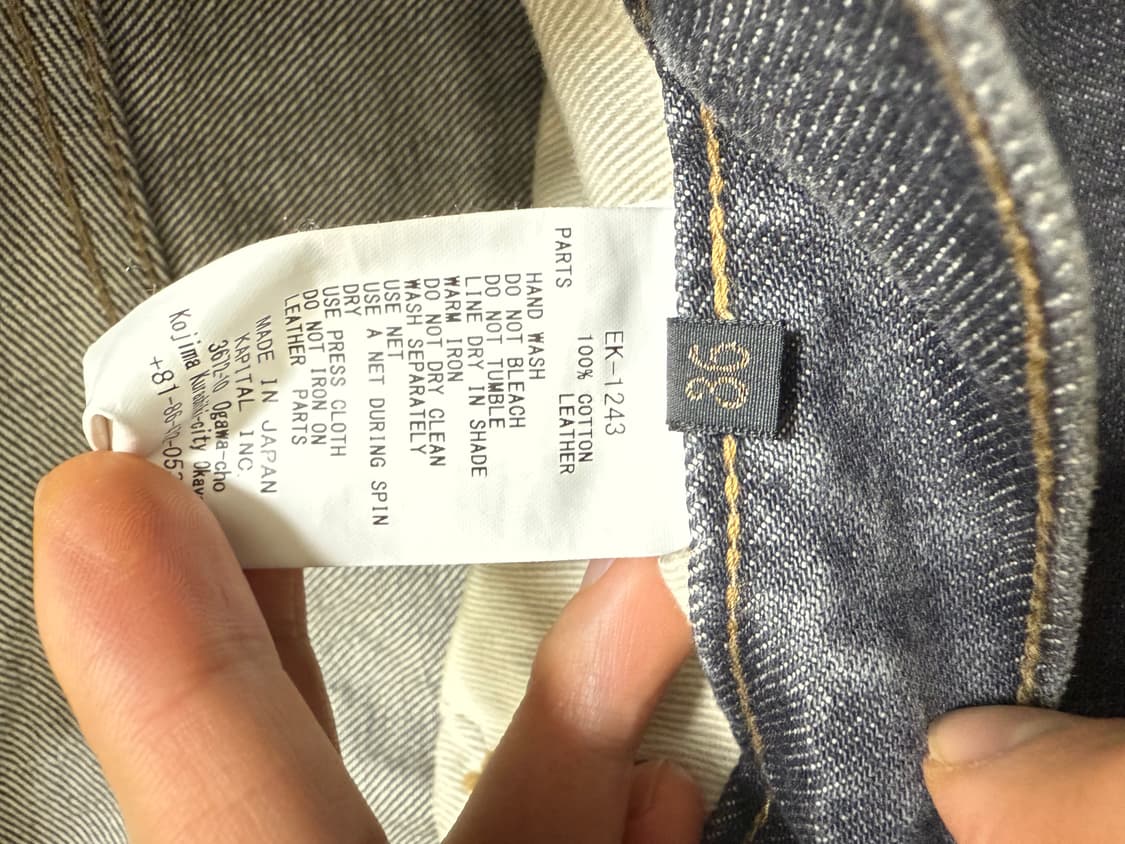 EK-1243
100% COTTON
PARTS LEATHER
HAND WASH
DO NOT BLEACH
DO NOT TUMBLE
LINE DRY IN SHADE
WARM IRON
DO NOT DRY CLEAN
WASH SEPARATELY
USE NET
USE A NET DURING SPIN
DRY
USE PRESS CLOTH
DO NOT IRON ON
LEATHER PARTS
MADE IN JAPAN
KAPITAL INC.
Ogawa-cho
Kojima
36